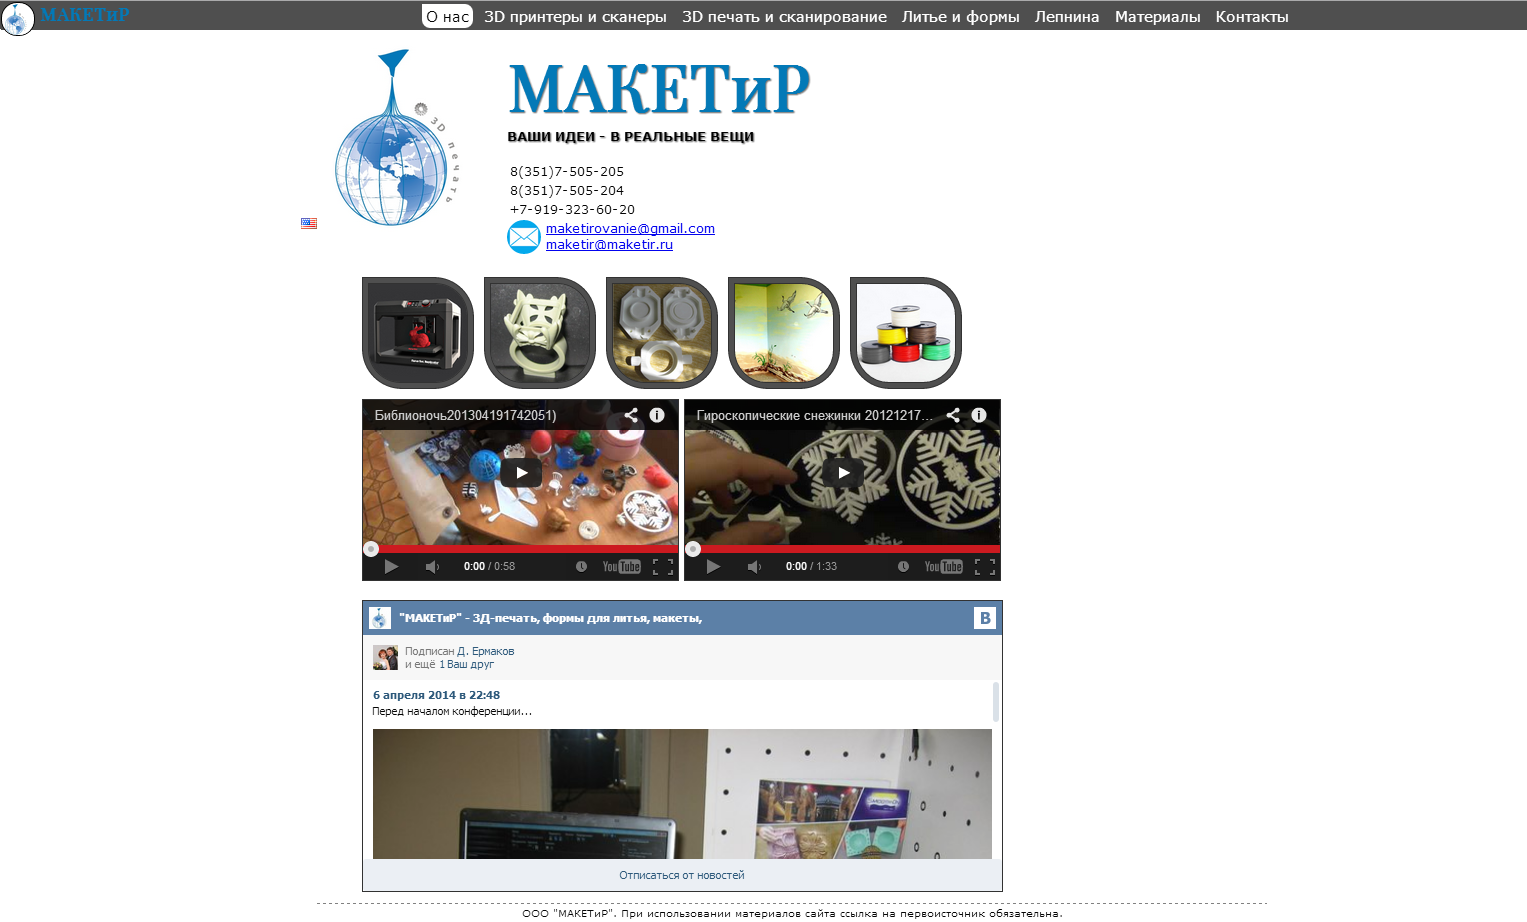 МАКЕТиР
О нас 3D принтеры и сканеры 3D печать и сканирование Литье и формы Лепнина Материалы Контакты
3D печать
МАКЕТиР
ВАШИ ИДЕИ - В РЕАЛЬНЫЕ ВЕЩИ
8(351)7-505-205
8(351)7-505-204
+7-919-323-60-20
maketirovanie@gmail.com
maketir@maketir.ru
Библионочь201304191742051)
Гироскопические снежинки 20121217...
0:00 / 0:58
YouTube
0:00 / 1:33
YouTube
"МАКЕТиР" - 3Д-печать, формы для литья, макеты,
В
Подписан Д. Ермаков
и ещё 1 Ваш друг
6 апреля 2014 в 22:48
Перед началом конференции...
Отписаться от новостей
ООО "МАКЕТиР". При использовании материалов сайта ссылка на первоисточник обязательна.